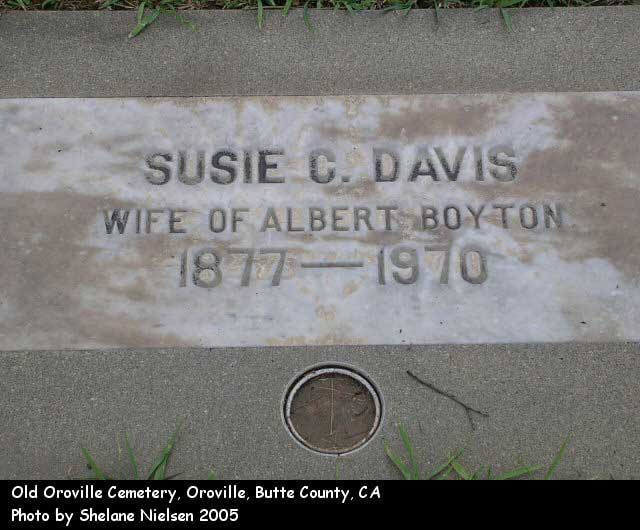 SUSIE C. DAVIS
WIFE OF ALBERT BOYTON
1877—1970
Old Oroville Cemetery, Oroville, Butte County, CA
Photo by Shelane Nielsen 2005